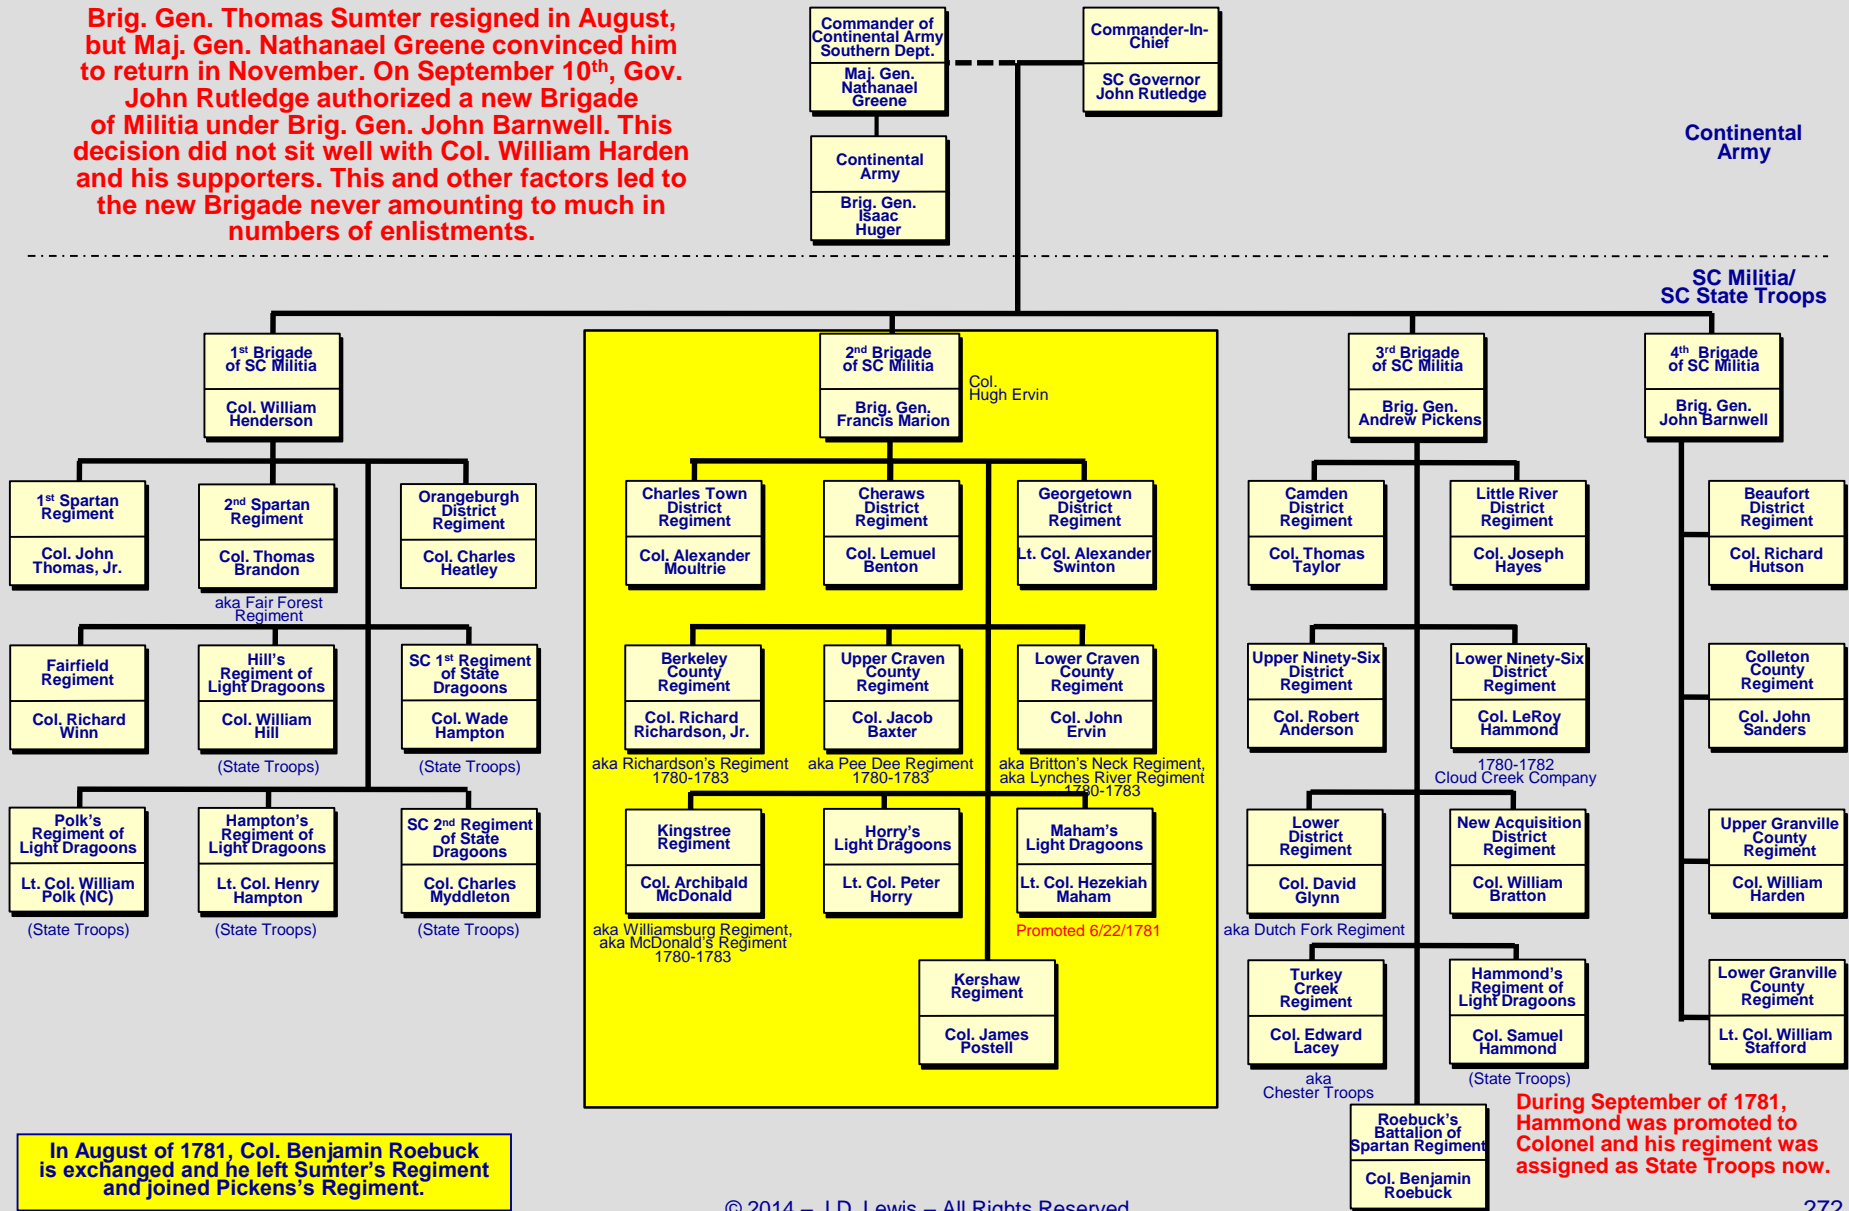 Brig. Gen. Thomas Sumter resigned in August,
but Maj. Gen. Nathanael Greene convinced him
to return in November. On September 10th, Gov.
John Rutledge authorized a new Brigade
of Militia under Brig. Gen. John Barnwell. This
decision did not sit well with Col. William Harden
and his supporters. This and other factors led to
the new Brigade never amounting to much in
numbers of enlistments.
Commander of
Continental Army
Southern Dept.
Maj. Gen.
Nathanael
Greene
Commander-In-
Chief
SC Governor
John Rutledge
Continental
Army
Brig. Gen.
Isaac
Huger
Continental
Army
SC Militia/
SC State Troops
1st Brigade
of SC Militia
Col. William
Henderson
2nd Brigade
of SC Militia
Brig. Gen.
Francis Marion
Col.
Hugh Ervin
3rd Brigade
of SC Militia
Brig. Gen.
Andrew Pickens
4th Brigade
of SC Militia
Brig. Gen.
John Barnwell
1st Spartan
Regiment
Col. John
Thomas, Jr.
2nd Spartan
Regiment
Col. Thomas
Brandon
aka Fair Forest
Regiment
Orangeburgh
District
Regiment
Col. Charles
Heatley
Charles Town
District
Regiment
Col. Alexander
Moultrie
Cheraws
District
Regiment
Col. Lemuel
Benton
Georgetown
District
Regiment
Lt. Col. Alexander
Swinton
Camden
District
Regiment
Col. Thomas
Taylor
Little River
District
Regiment
Col. Joseph
Hayes
Beaufort
District
Regiment
Col. Richard
Hutson
Fairfield
Regiment
Col. Richard
Winn
Hill's
Regiment of
Light Dragoons
Col. William
Hill
(State Troops)
SC 1st Regiment
of State
Dragoons
Col. Wade
Hampton
(State Troops)
Berkeley
County
Regiment
Col. Richard
Richardson, Jr.
aka Richardson's Regiment
1780-1783
Upper Craven
County
Regiment
Col. Jacob
Baxter
aka Pee Dee Regiment
1780-1783
Lower Craven
County
Regiment
Col. John
Ervin
aka Britton's Neck Regiment,
aka Lynches River Regiment
1780-1783
Upper Ninety-Six
District
Regiment
Col. Robert
Anderson
Lower Ninety-Six
District
Regiment
Col. LeRoy
Hammond
1780-1782
Cloud Creek Company
Colleton
County
Regiment
Col. John
Sanders
Polk's
Regiment of
Light Dragoons
Lt. Col. William
Polk (NC)
(State Troops)
Hampton's
Regiment of
Light Dragoons
Lt. Col. Henry
Hampton
(State Troops)
SC 2nd Regiment
of State
Dragoons
Col. Charles
Myddleton
(State Troops)
Kingstree
Regiment
Col. Archibald
McDonald
aka Williamsburg Regiment,
aka McDonald's Regiment
1780-1783
Horry's
Light Dragoons
Lt. Col. Peter
Horry
Maham's
Light Dragoons
Lt. Col. Hezekiah
Maham
Promoted 6/22/1781
Lower
District
Regiment
Col. David
Glynn
aka Dutch Fork Regiment
New Acquisition
District
Regiment
Col. William
Bratton
Upper Granville
County
Regiment
Col. William
Harden
Kershaw
Regiment
Col. James
Postell
Turkey
Creek
Regiment
Col. Edward
Lacey
aka
Chester Troops
Hammond's
Regiment of
Light Dragoons
Col. Samuel
Hammond
(State Troops)
Lower Granville
County
Regiment
Lt. Col. William
Stafford
Roebuck's
Battalion of
Spartan Regiment
Col. Benjamin
Roebuck
During September of 1781,
Hammond was promoted to
Colonel and his regiment was
assigned as State Troops now.
In August of 1781, Col. Benjamin Roebuck
is exchanged and he left Sumter's Regiment
and joined Pickens's Regiment.
© 2014 – J.D. Lewis – All Rights Reserved
272